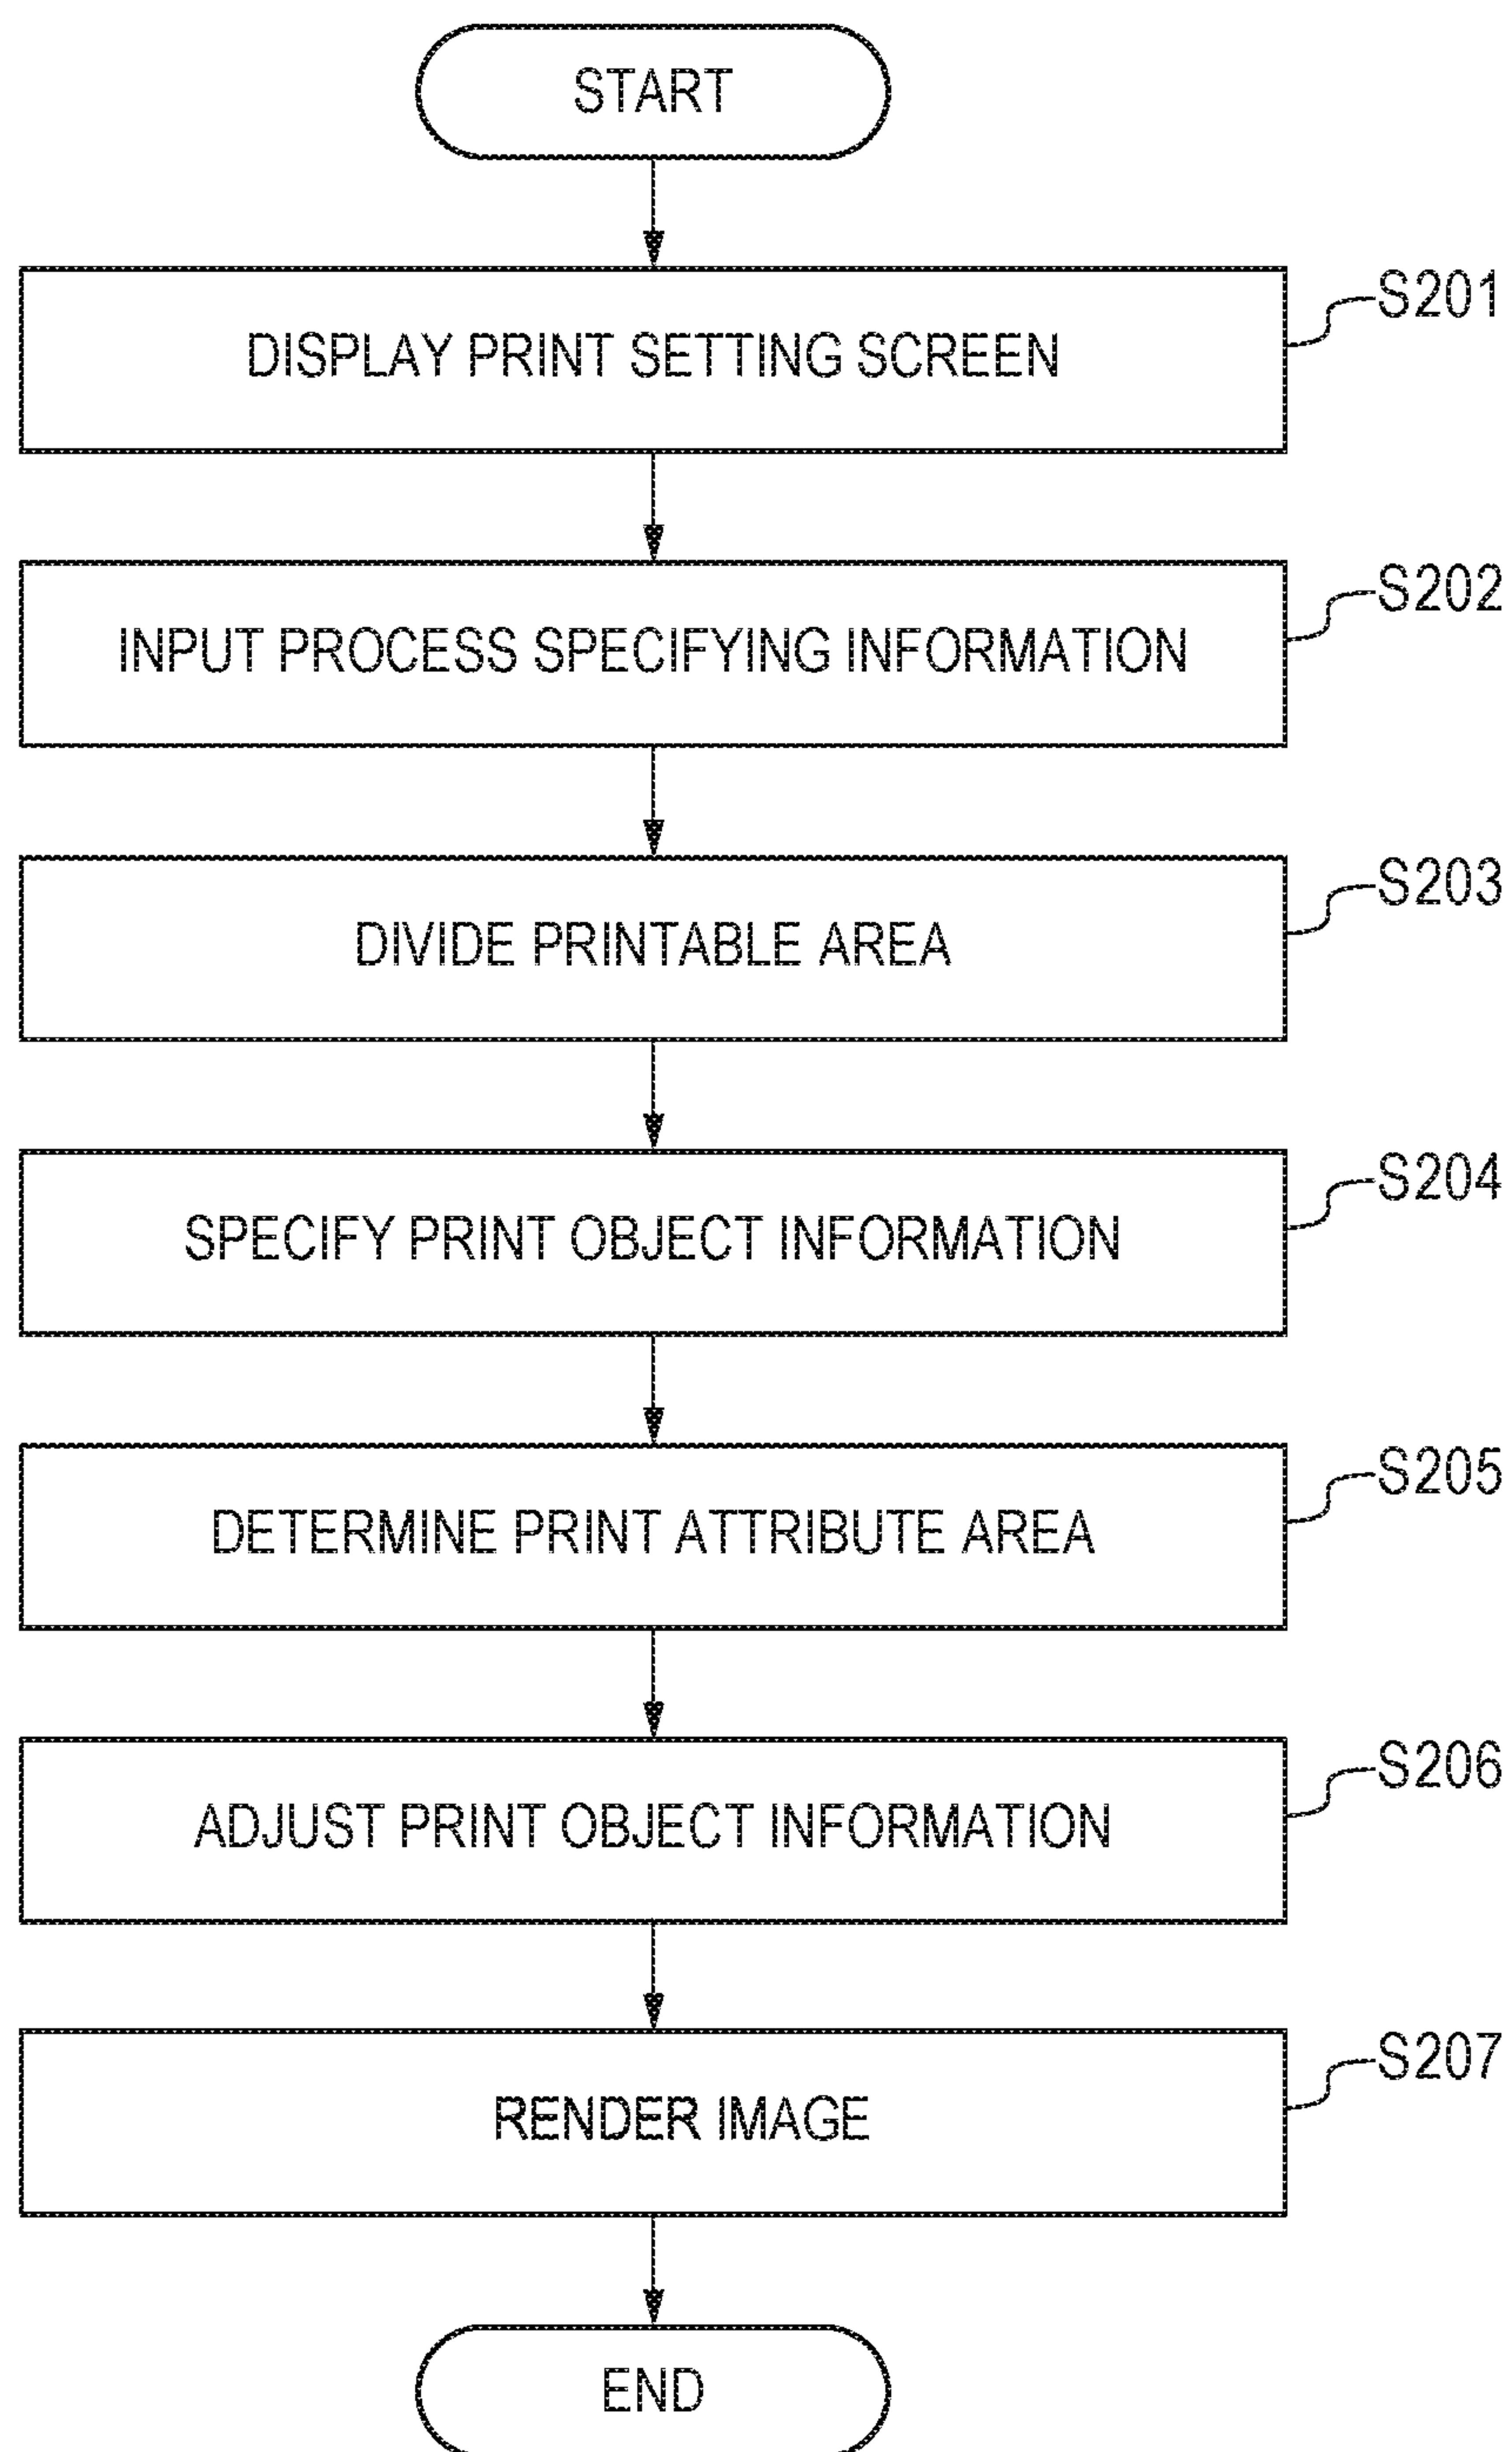 START
S201
DISPLAY PRINT SETTING SCREEN
S202
INPUT PROCESS SPECIFYING INFORMATION
S203
DIVIDE PRINTABLE AREA
S204
SPECIFY PRINT OBJECT INFORMATION
S205
DETERMINE PRINT ATTRIBUTE AREA
S206
ADJUST PRINT OBJECT INFORMATION
S207
RENDER IMAGE
END